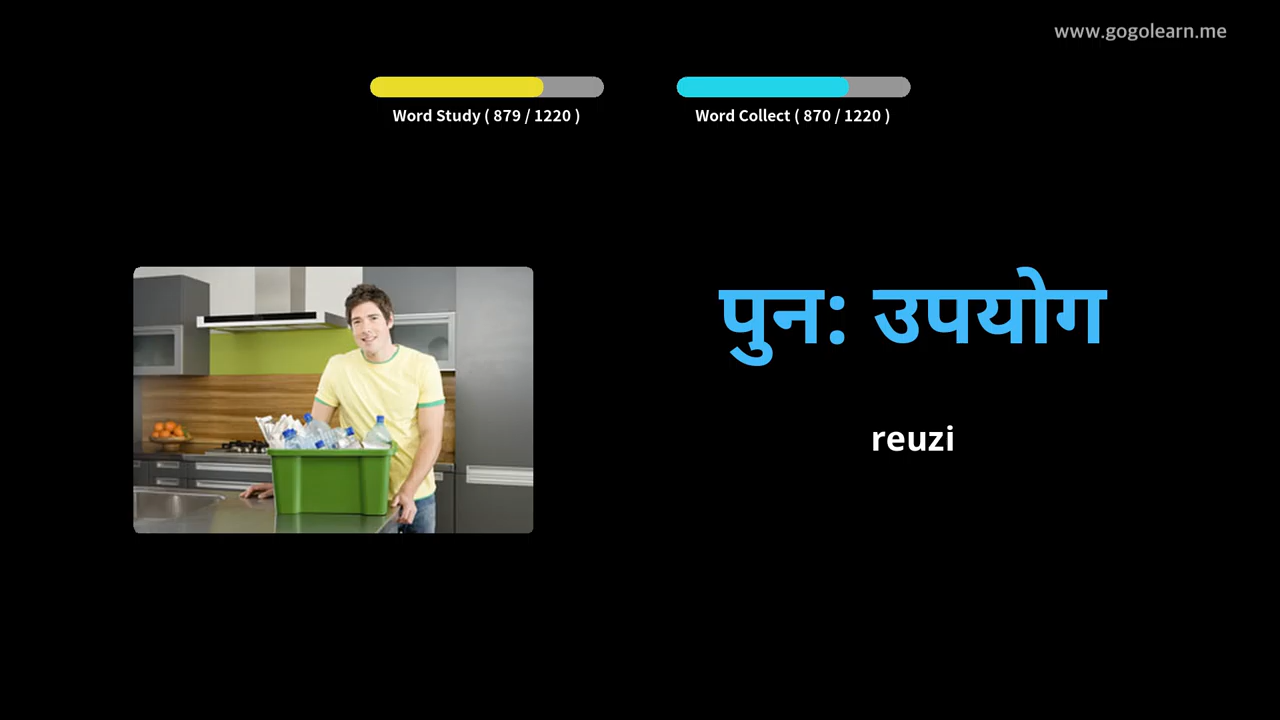 www.gogolearn.me
Word Study ( 879 / 1220 )
Word Collect ( 870 / 1220 )
पुन: उपयोग
reuzi